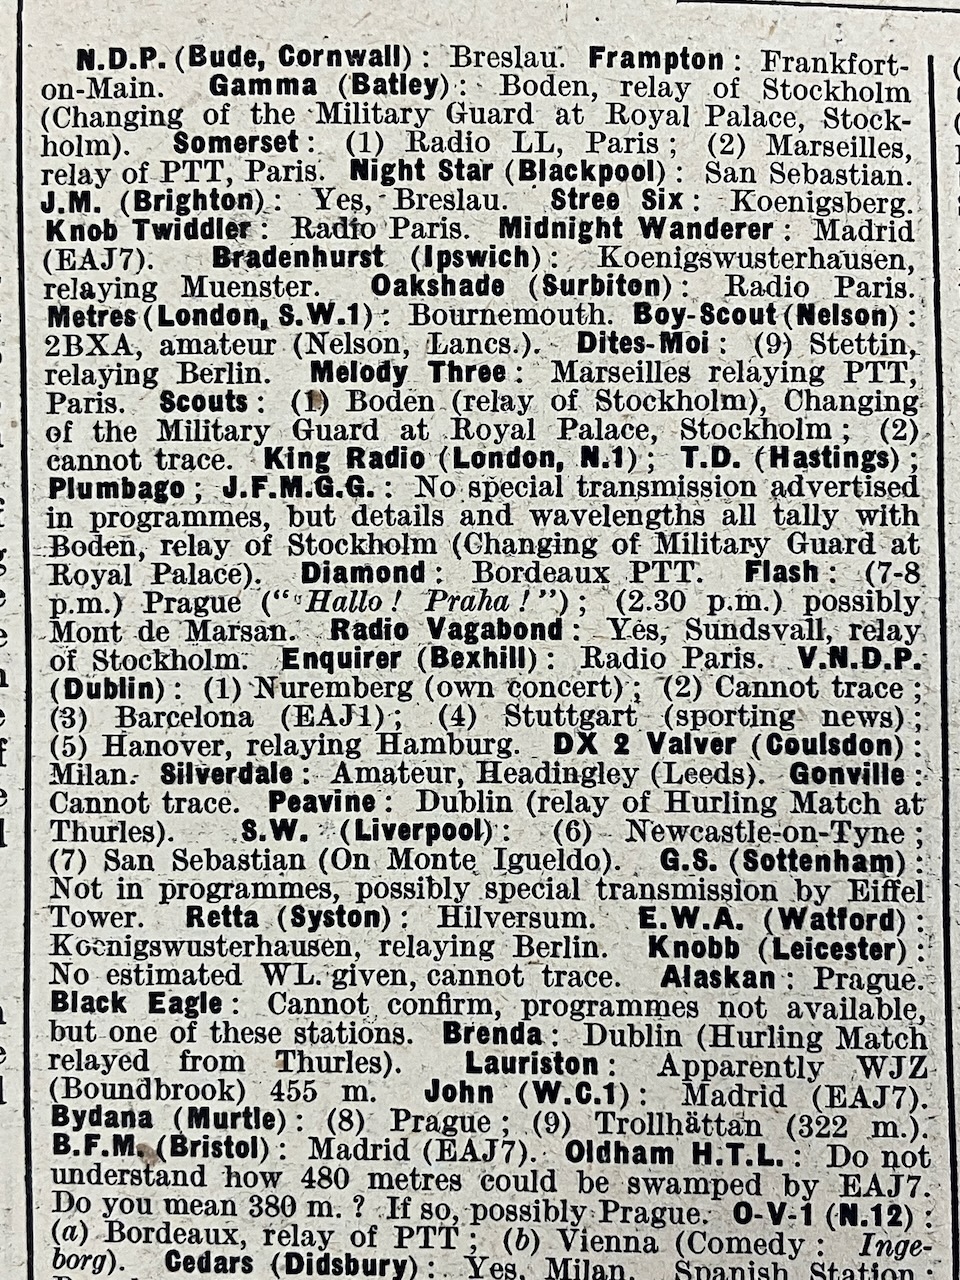 N.D.P. (Bude, Cornwall): Breslau. Frampton: Frankfort-
on-Main. Gamma (Batley): Boden, relay of Stockholm
(Changing of the Military Guard at Royal Palace, Stock-
holm). Somerset: (1) Radio LL, Paris; (2) Marseilles,
relay of PTT, Paris. Night Star (Blackpool): San Sebastian.
J.M. (Brighton): Yes, Breslau. Stree Six: Koenigsberg.
Knob Twiddler: Radio Paris. Midnight Wanderer: Madrid
(EAJ7). Bradenhurst (Ipswich): Koenigswusterhausen,
relaying Muenster. Oakshade (Surbiton): Radio Paris.
Metres (London, S.W.1): Bournemouth. Boy-Scout (Nelson):
2BXA, amateur (Nelson, Lancs.). Dites-Moi: (9) Stettin,
relaying Berlin. Melody Three: Marseilles relaying PTT,
Paris. Scouts: (1) Boden (relay of Stockholm), Changing
of the Military Guard at Royal Palace, Stockholm; (2)
cannot trace. King Radio (London, N.1); T.D. (Hastings);
Plumbago; J.F.M.G.G.: No special transmission advertised
in programmes, but details and wavelengths all tally with
Boden, relay of Stockholm (Changing of Military Guard at
Royal Palace). Diamond: Bordeaux PTT. Flash: (7-8
p.m.) Prague ("Hallo! Praha!"); (2.30 p.m.) possibly
Mont de Marsan. Radio Vagabond: Yes, Sundsvall, relay
of Stockholm. Enquirer (Bexhill): Radio Paris. V.N.D.P.
(Dublin): (1) Nuremberg (own concert); (2) Cannot trace;
(3) Barcelona (EAJ1); (4) Stuttgart (sporting news);
(5) Hanover, relaying Hamburg. DX 2 Valver (Coulsdon):
Milan. Silverdale: Amateur, Headingley (Leeds). Gonville:
Cannot trace. Peavine: Dublin (relay of Hurling Match at
Thurles). S.W. (Liverpool): (6) Newcastle-on-Tyne;
(7) San Sebastian (On Monte Igueldo). G.S. (Sottenham):
Not in programmes, possibly special transmission by Eiffel
Tower. Retta (Syston): Hilversum. E.W.A. (Watford):
Koenigswusterhausen, relaying Berlin. Knobb (Leicester):
No estimated WL. given, cannot trace. Alaskan: Prague.
Black Eagle: Cannot confirm, programmes not available,
but one of these stations. Brenda: Dublin (Hurling Match
relayed from Thurles). Lauriston: Apparently WJZ
(Boundbrook) 455 m. John (W.C.1): Madrid (EAJ7).
Bydana (Murtle): (8) Prague; (9) Trollhättan (322 m.).
B.F.M. (Bristol): Madrid (EAJ7). Oldham H.T.L.: Do not
understand how 480 metres could be swamped by EAJ7.
Do you mean 380 m.? If so, possibly Prague. O-V-1 (N.12):
(a) Bordeaux, relay of PTT; (b) Vienna (Comedy: Inge-
borg). Cedars (Didsbury): Yes, Milan. Spanish Station: